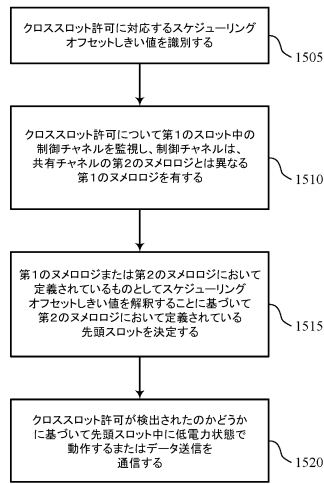 クロススロット許可に対応するスケジューリング
オフセットしきい値を識別する
1505
クロススロット許可について第1のスロット中の
制御チャネルを監視し、制御チャネルは、
共有チャネルの第2のヌメロロジとは異なる
第1のヌメロロジを有する
1510
第1のヌメロロジまたは第2のヌメロロジにおいて
定義されているものとしてスケジューリング
オフセットしきい値を解釈することに基づいて
第2のヌメロロジにおいて定義されている
先頭スロットを決定する
1515
クロススロット許可が検出されたのかどうか
に基づいて先頭スロット中に低電力状態で
動作するまたはデータ送信を
通信する
1520